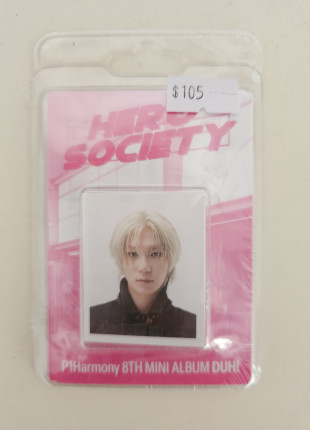 $105
HERO
SOCIETY
P1Harmony 8TH MINI ALBUM DUH!